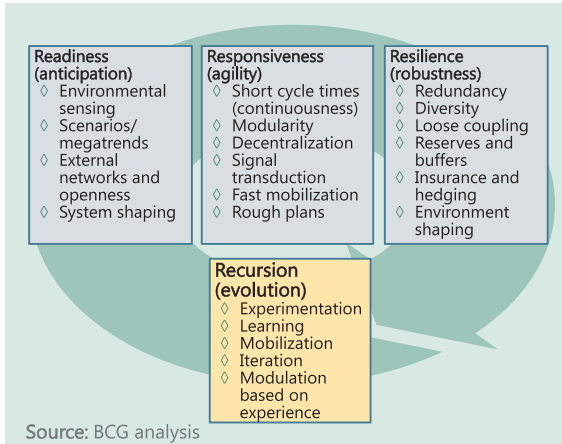 Readiness
(anticipation)
◊ Environmental
sensing
◊ Scenarios/
megatrends
◊ External
networks and
openness
◊ System shaping
Responsiveness
(agility)
◊ Short cycle times
(continuousness)
◊ Modularity
◊ Decentralization
◊ Signal
transduction
◊ Fast mobilization
◊ Rough plans
Resilience
(robustness)
◊ Redundancy
◊ Diversity
◊ Loose coupling
◊ Reserves and
buffers
◊ Insurance and
hedging
◊ Environment
shaping
Recursion
(evolution)
◊ Experimentation
◊ Learning
◊ Mobilization
◊ Iteration
◊ Modulation
based on
experience
Source: BCG analysis